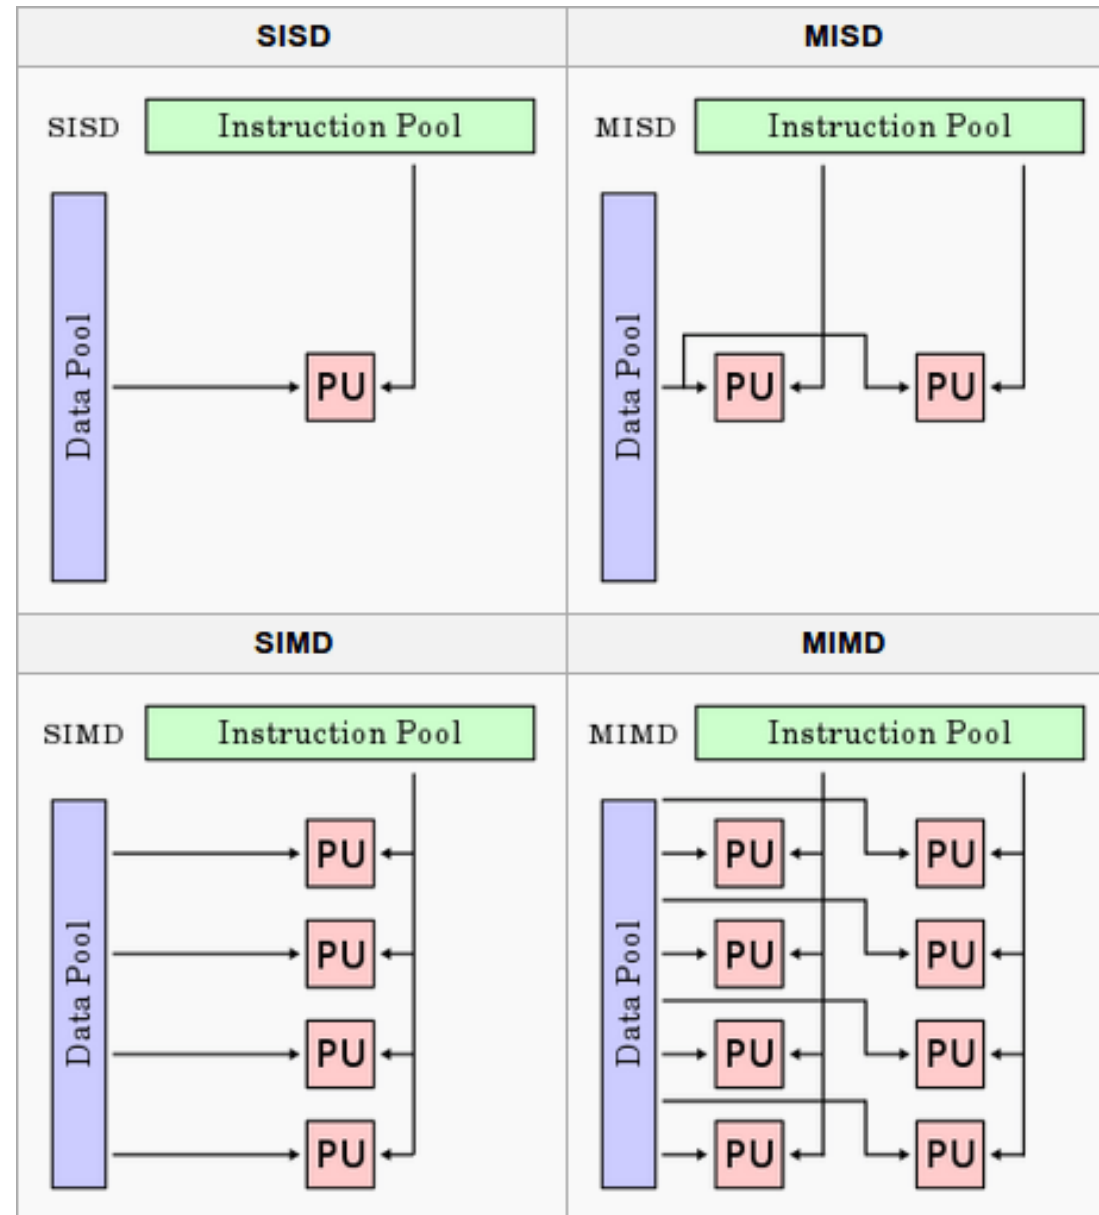 SISD
MISD
SISD Instruction Pool
MISD Instruction Pool
Data Pool
PU
Data Pool
PU PU
SIMD
MIMD
SIMD Instruction Pool
MIMD Instruction Pool
Data Pool
PU
PU
PU
PU
Data Pool
PU PU
PU PU
PU PU
PU PU